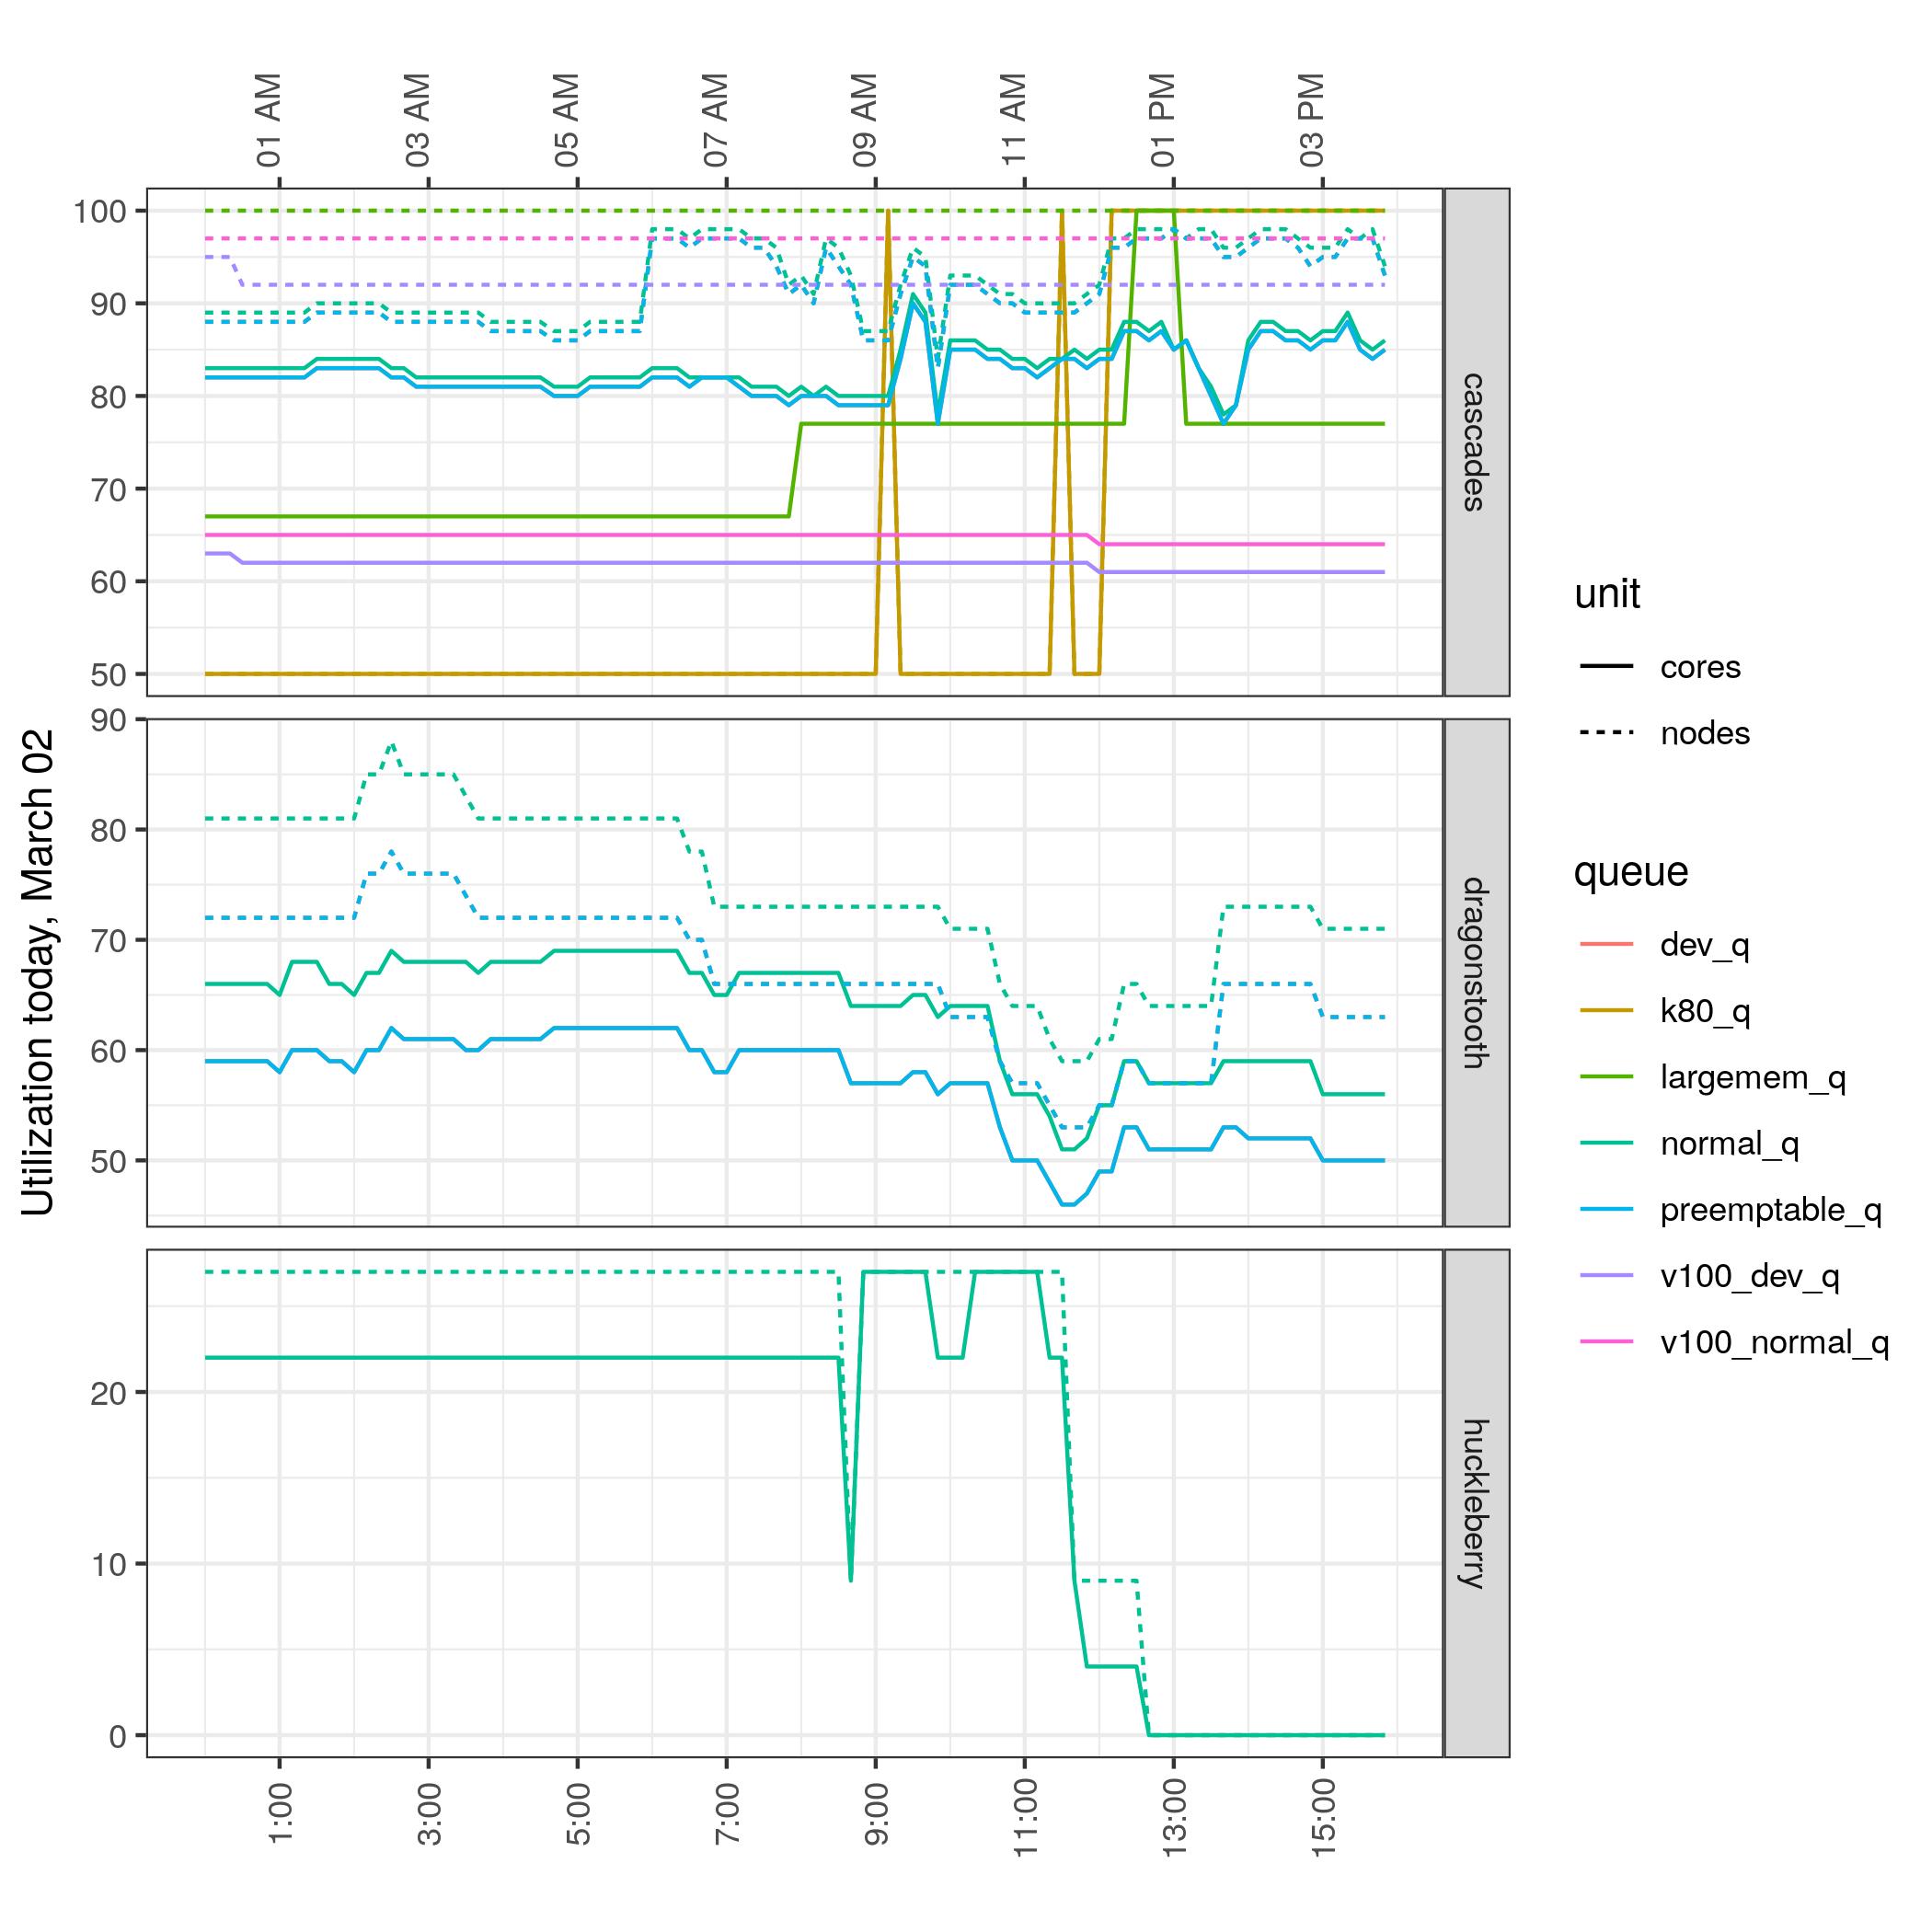 01 AM
03 AM
05 AM
07 AM
09 AM
11 AM
01 PM
03 PM
Utilization today, March 02
100
90
80
70
60
50
cascades
90
80
70
60
50
dragonstooth
20
10
0
huckleberry
1:00
3:00
5:00
7:00
9:00
11:00
13:00
15:00
unit
cores
nodes
queue
dev_q
k80_q
largemem_q
normal_q
preemptable_q
v100_dev_q
v100_normal_q